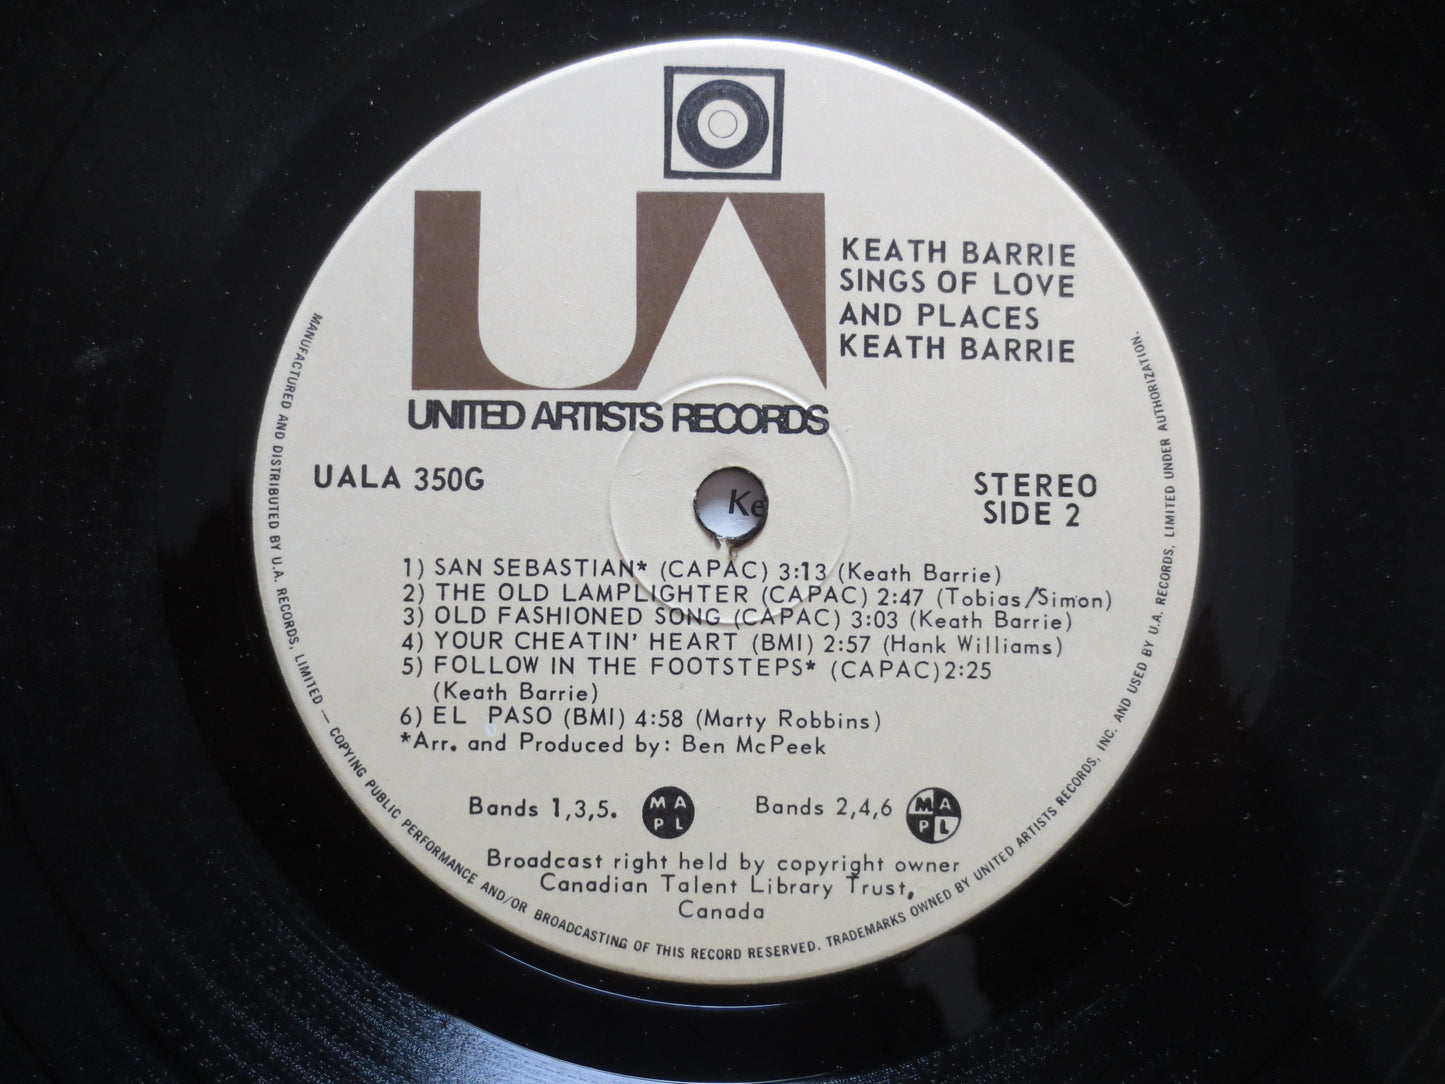 UA
UNITED ARTISTS RECORDS
KEATH BARRIE
SINGS OF LOVE
AND PLACES
KEATH BARRIE
UALA 350G
STEREO
SIDE 2
Ke
1) SAN SEBASTIAN* (CAPAC) 3:13 (Keath Barrie)
2) THE OLD LAMPLIGHTER (CAPAC) 2:47 (Tobias/Simon)
3) OLD FASHIONED SONG (CAPAC) 3:03 (Keath Barrie)
4) YOUR CHEATIN' HEART (BMI) 2:57 (Hank Williams)
5) FOLLOW IN THE FOOTSTEPS* (CAPAC) 2:25
(Keath Barrie)
6) EL PASO (BMI) 4:58 (Marty Robbins)
*Arr. and Produced by: Ben McPeek
Bands 1,3,5. MAPL Bands 2,4,6 MAPL
Broadcast right held by copyright owner
Canadian Talent Library Trust,
Canada
MANUFACTURED AND DISTRIBUTED BY U.A. RECORDS, LIMITED — COPYING PUBLIC PERFORMANCE AND/OR BROADCASTING OF THIS RECORD RESERVED. TRADEMARKS OWNED BY UNITED ARTISTS RECORDS, INC. AND USED BY U.A. RECORDS, LIMITED UNDER AUTHORIZATION.